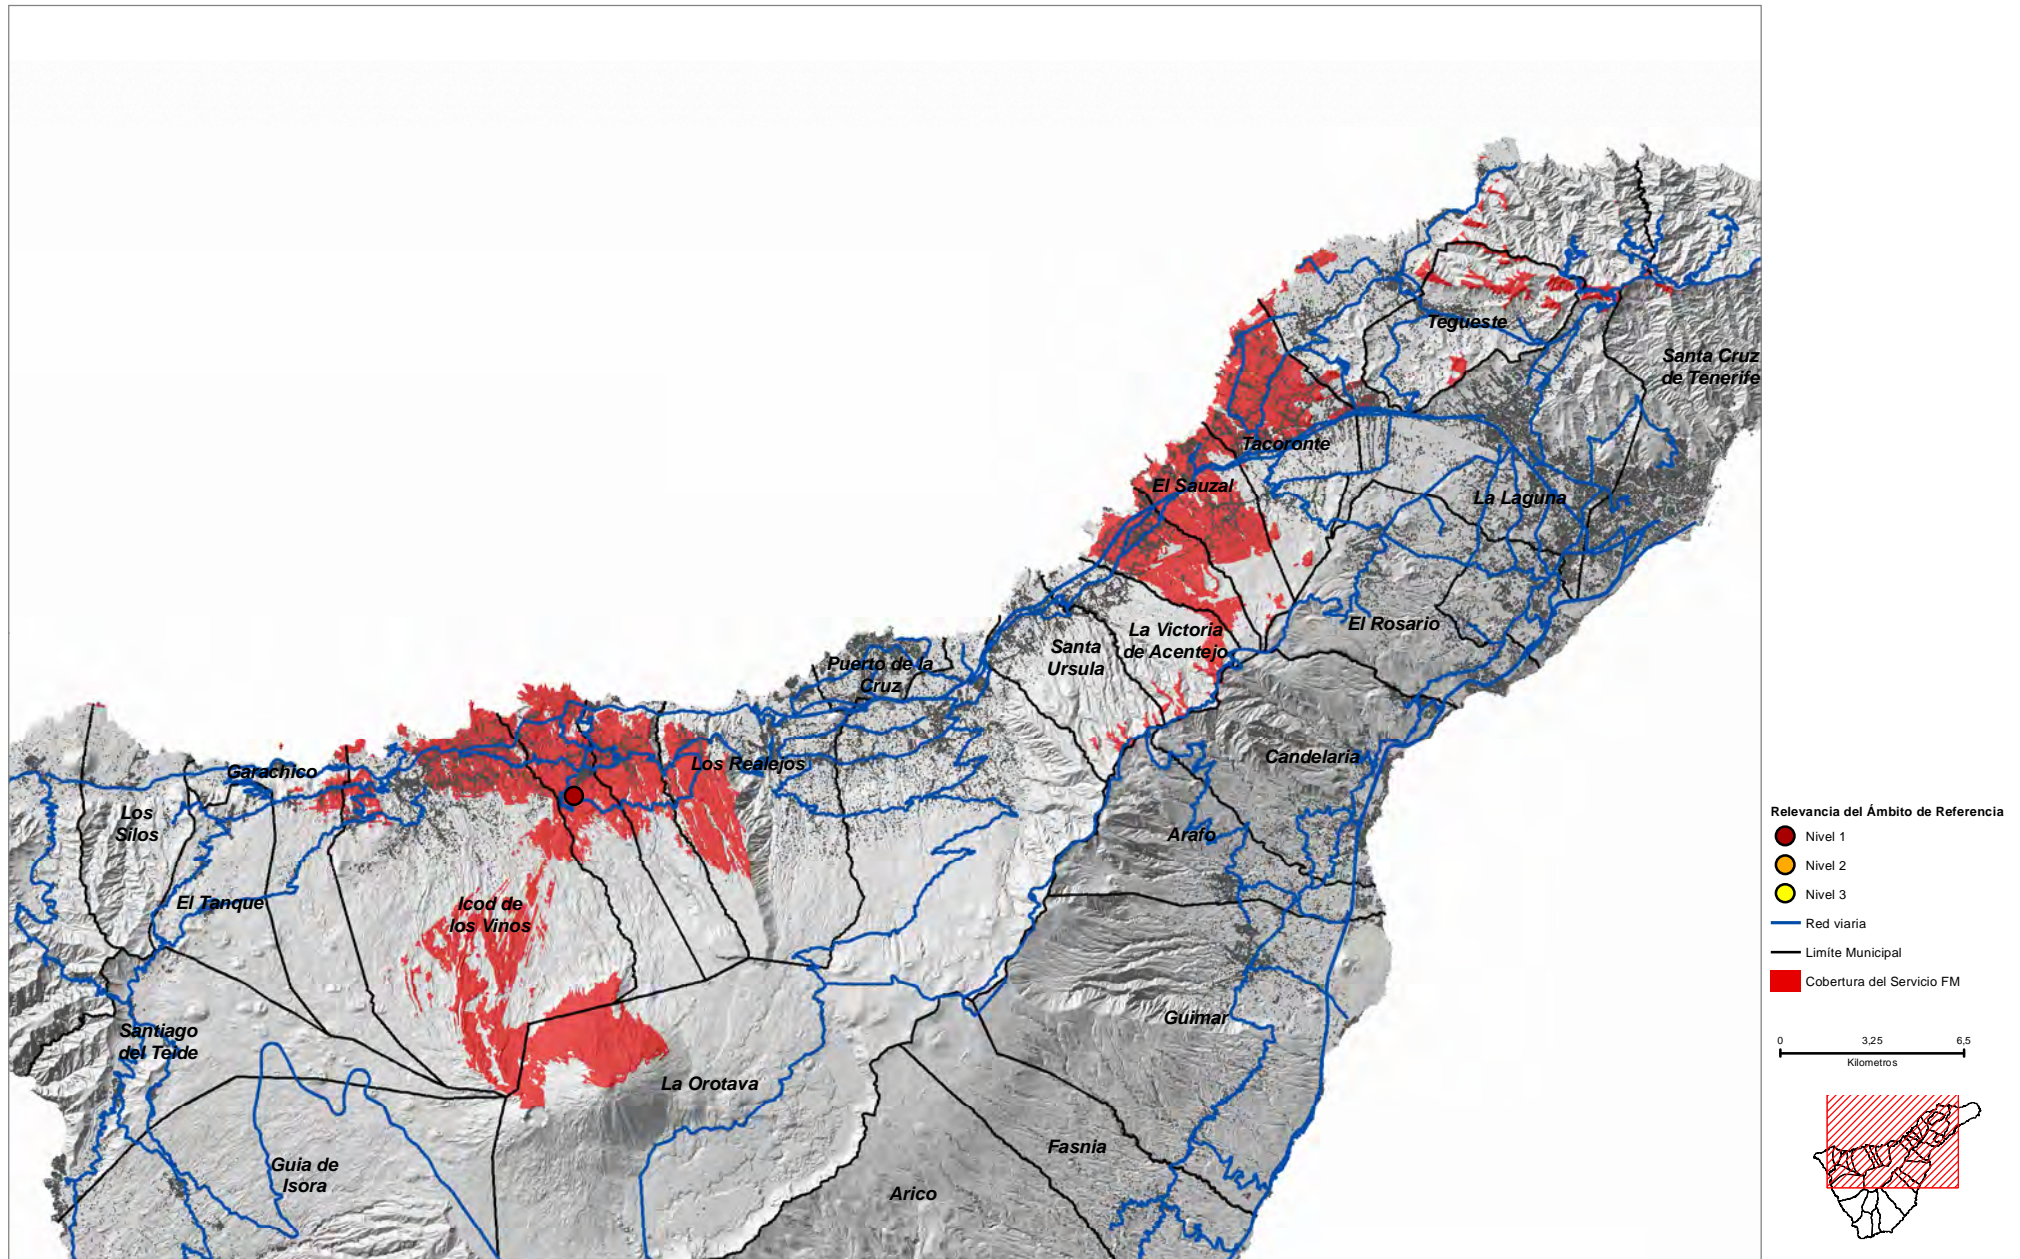 Tegueste
Santa Cruz
de Tenerife
Tacoronte
El Sauzal
La Laguna
La Victoria
de Acentejo
El Rosario
Santa
Ursula
Puerto de la
Cruz
Candelaria
Los Realejos
Garachico
Los
Silos
Arafo
El Tanque
Icod de
los Vinos
Guimar
Santiago
del Teide
La Orotava
Fasnia
Guia de
Isora
Arico
Relevancia del Ámbito de Referencia
Nivel 1
Nivel 2
Nivel 3
Red viaria
Limíte Municipal
Cobertura del Servicio FM
0 3,25 6,5
Kilometros